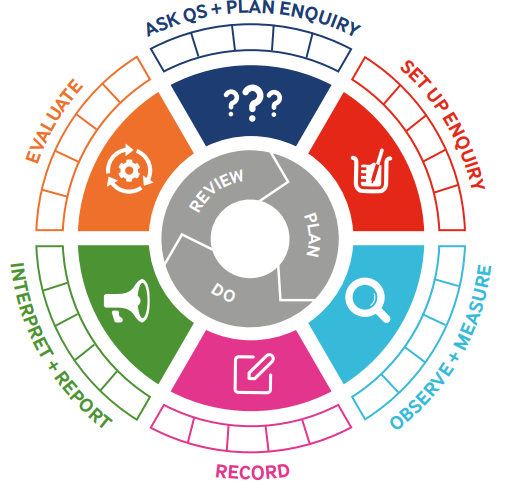 ASK QS + PLAN ENQUIRY
SET UP ENQUIRY
OBSERVE + MEASURE
RECORD
INTERPRET + REPORT
EVALUATE
???
REVIEW
PLAN
DO